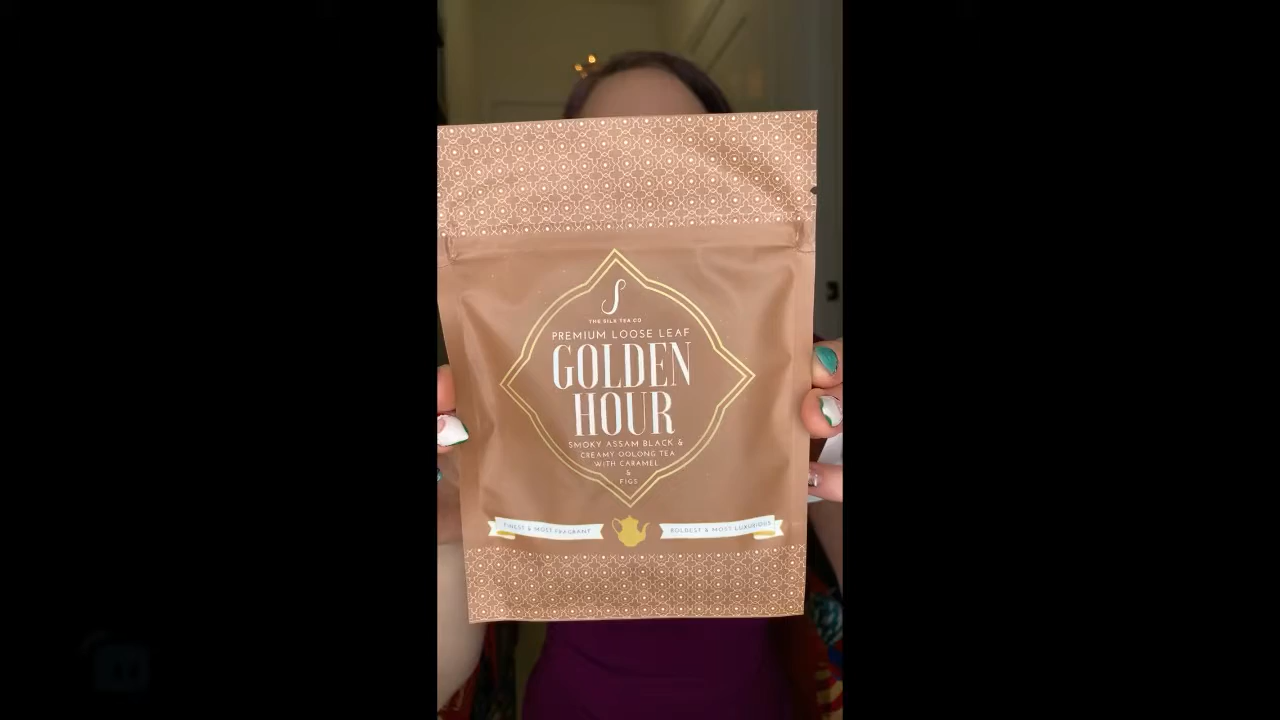 S
THE SILK TEA CO
PREMIUM LOOSE LEAF
GOLDEN
HOUR
SMOKY ASSAM BLACK &
CREAMY OOLONG TEA
WITH CARAMEL
&
FIGS
FINEST & MOST FRAGRANT
BOLDEST & MOST LUXURIOUS